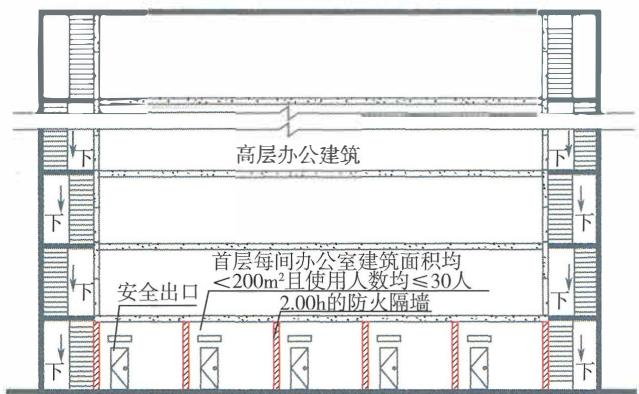 下
下
高层办公建筑
下
下
首层每间办公室建筑面积均
下
下
安全出口
<200m²且使用人数均≤30人
2.00h的防火隔墙
下
下